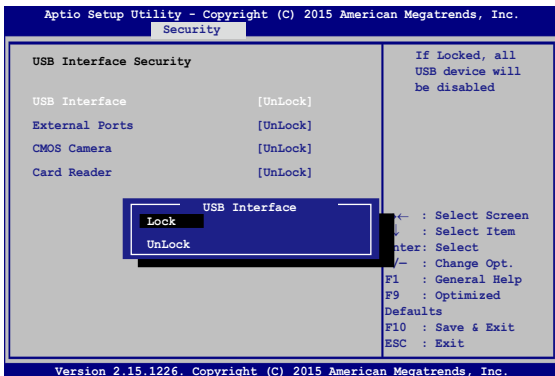 Aptio Setup Utility - Copyright (C) 2015 American Megatrends, Inc.
Security
USB Interface Security
USB Interface [UnLock]
External Ports [UnLock]
CMOS Camera [UnLock]
Card Reader [UnLock]
If Locked, all
USB device will
be disabled
USB Interface
Lock
UnLock
← : Select Screen
↓ : Select Item
nter: Select
/— : Change Opt.
F1 : General Help
F9 : Optimized
Defaults
F10 : Save & Exit
ESC : Exit
Version 2.15.1226. Copyright (C) 2015 American Megatrends, Inc.